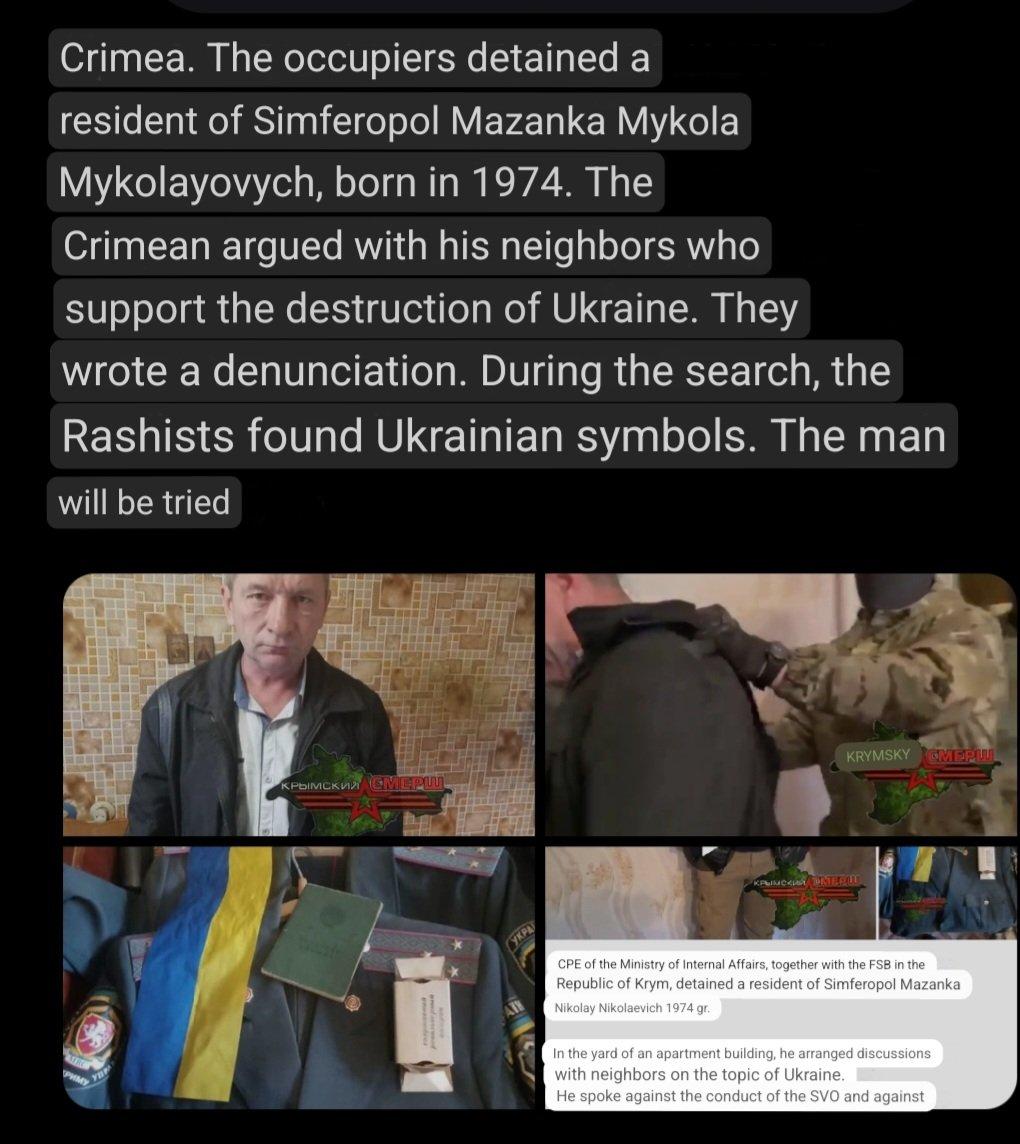 Crimea. The occupiers detained a
resident of Simferopol Mazanka Mykola
Mykolayovych, born in 1974. The
Crimean argued with his neighbors who
support the destruction of Ukraine. They
wrote a denunciation. During the search, the
Rashists found Ukrainian symbols. The man
will be tried
КРЫМСКИЙ СМЕРШ
KRYMSKY СМЕРШ
КРЫМСКИЙ СМЕРШ
CPE of the Ministry of Internal Affairs, together with the FSB in the
Republic of Krym, detained a resident of Simferopol Mazanka
Nikolay Nikolaevich 1974 gr.
In the yard of an apartment building, he arranged discussions
with neighbors on the topic of Ukraine.
He spoke against the conduct of the SVO and against